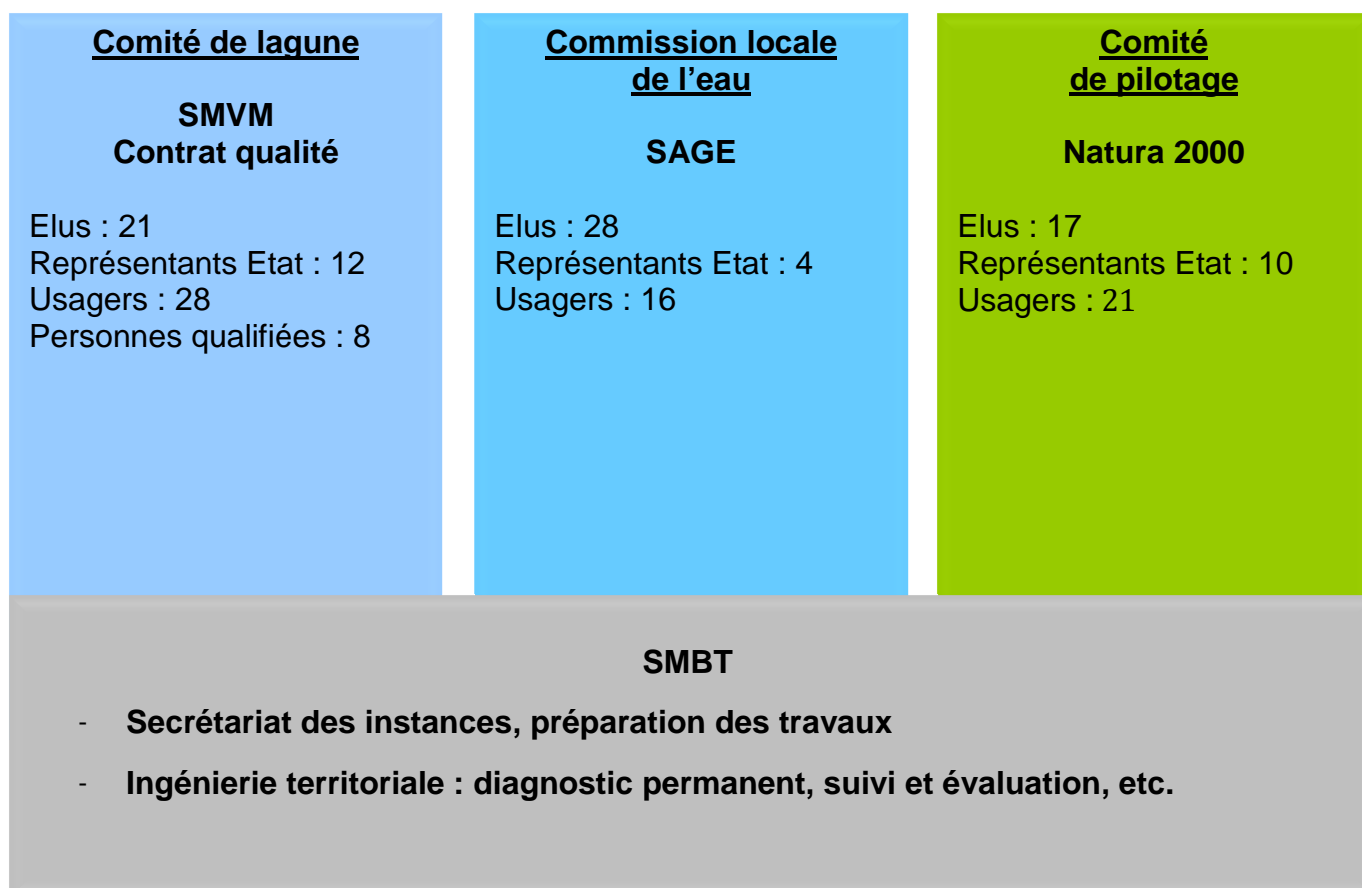 Comité de lagune
SMVM
Contrat qualité
Elus : 21
Représentants Etat : 12
Usagers : 28
Personnes qualifiées : 8
Commission locale
de l’eau
SAGE
Elus : 28
Représentants Etat : 4
Usagers : 16
Comité
de pilotage
Natura 2000
Elus : 17
Représentants Etat : 10
Usagers : 21
SMBT
- Secrétariat des instances, préparation des travaux
- Ingénierie territoriale : diagnostic permanent, suivi et évaluation, etc.